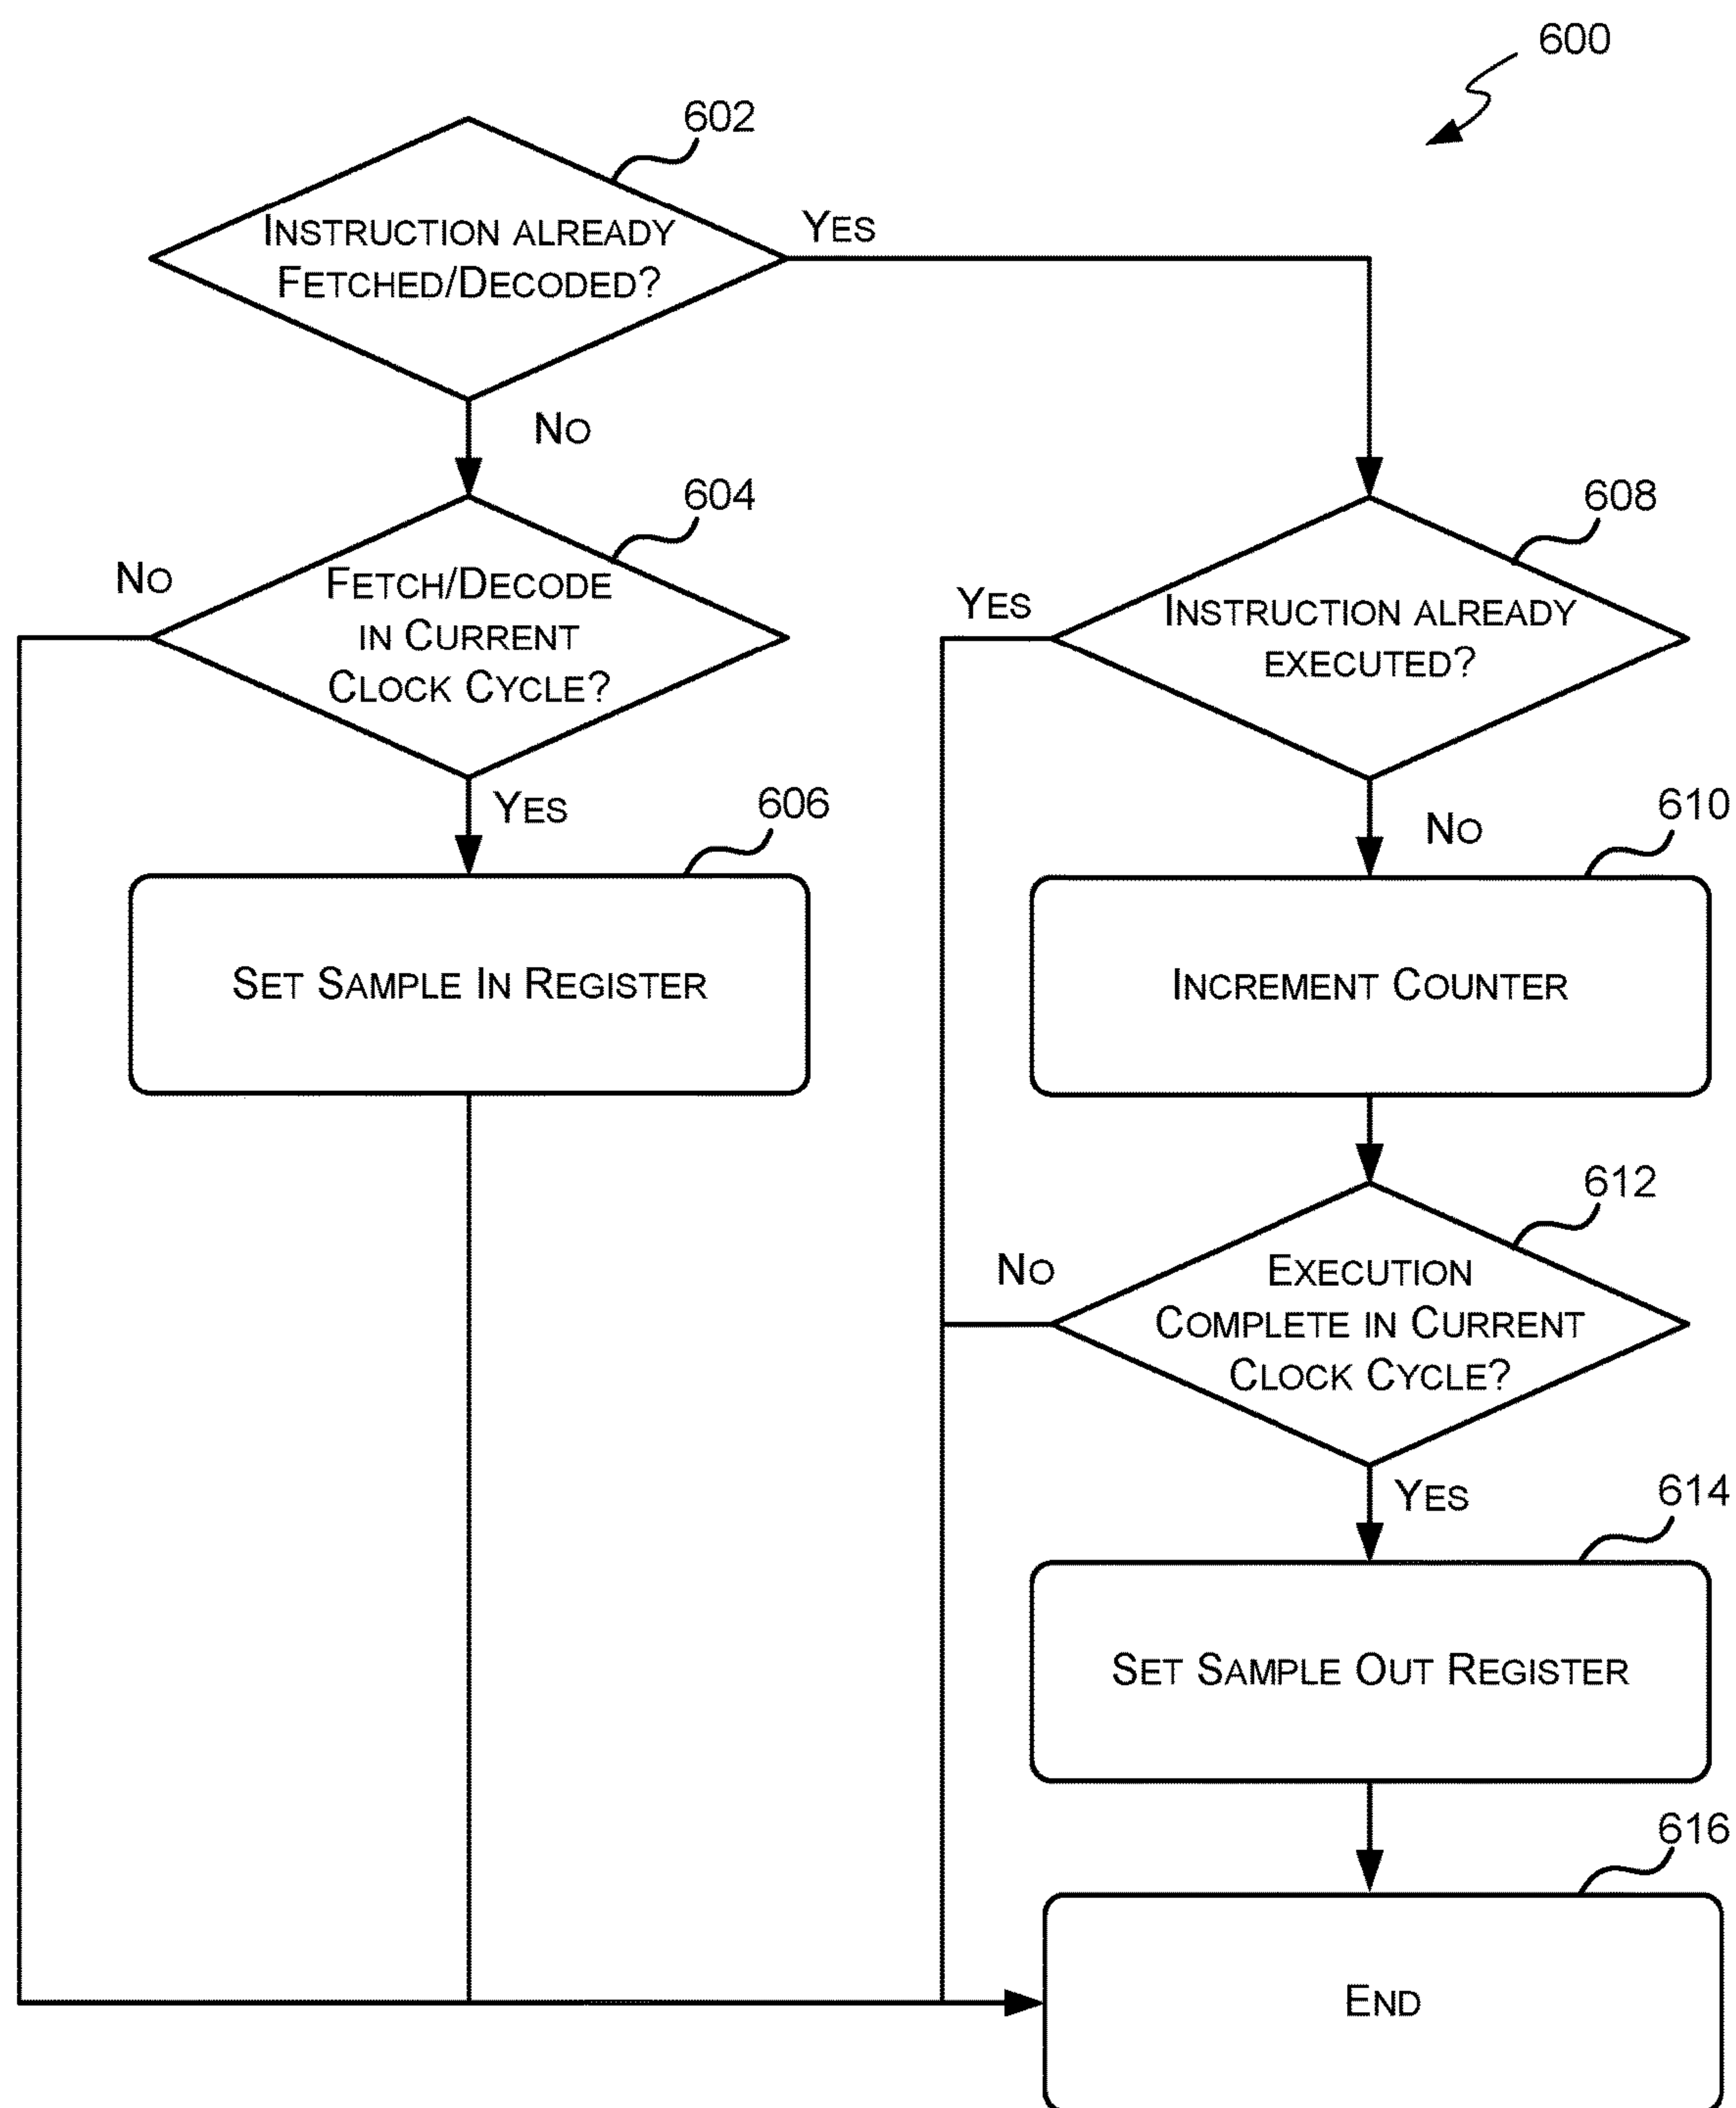 600
602
INSTRUCTION ALREADY
FETCHED/DECODED?
YES
NO
604
608
NO
FETCH/DECODE
IN CURRENT
CLOCK CYCLE?
YES
INSTRUCTION ALREADY
EXECUTED?
YES
606
NO
610
SET SAMPLE IN REGISTER
INCREMENT COUNTER
612
NO
EXECUTION
COMPLETE IN CURRENT
CLOCK CYCLE?
YES
614
SET SAMPLE OUT REGISTER
616
END